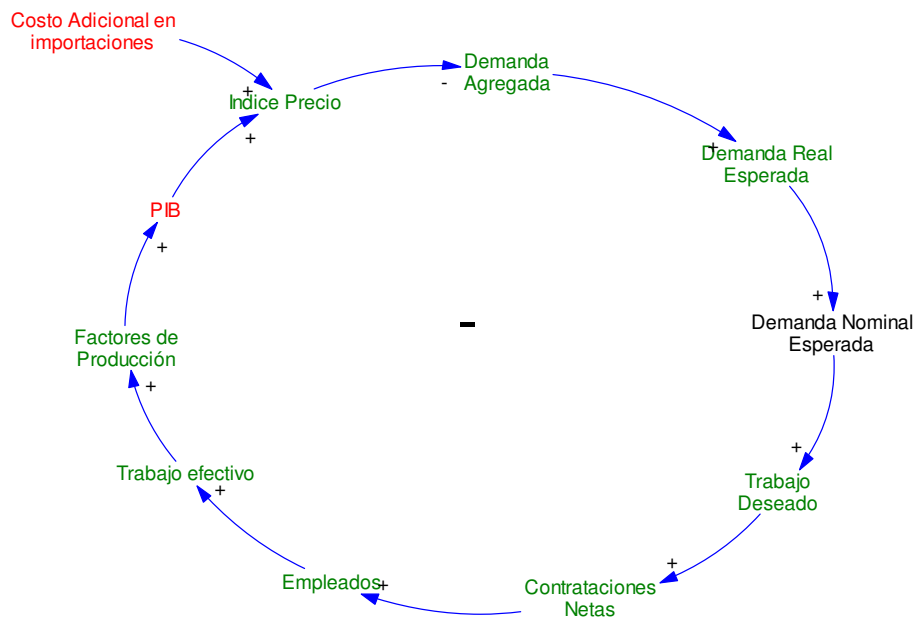 Costo Adicional en
importaciones
+
Indice Precio
+
-
Demanda
Agregada
+
Demanda Real
Esperada
+
Demanda Nominal
Esperada
+
Trabajo
Deseado
+
Contrataciones
Netas
+
Empleados
+
Trabajo efectivo
+
Factores de
Producción
+
PIB
-